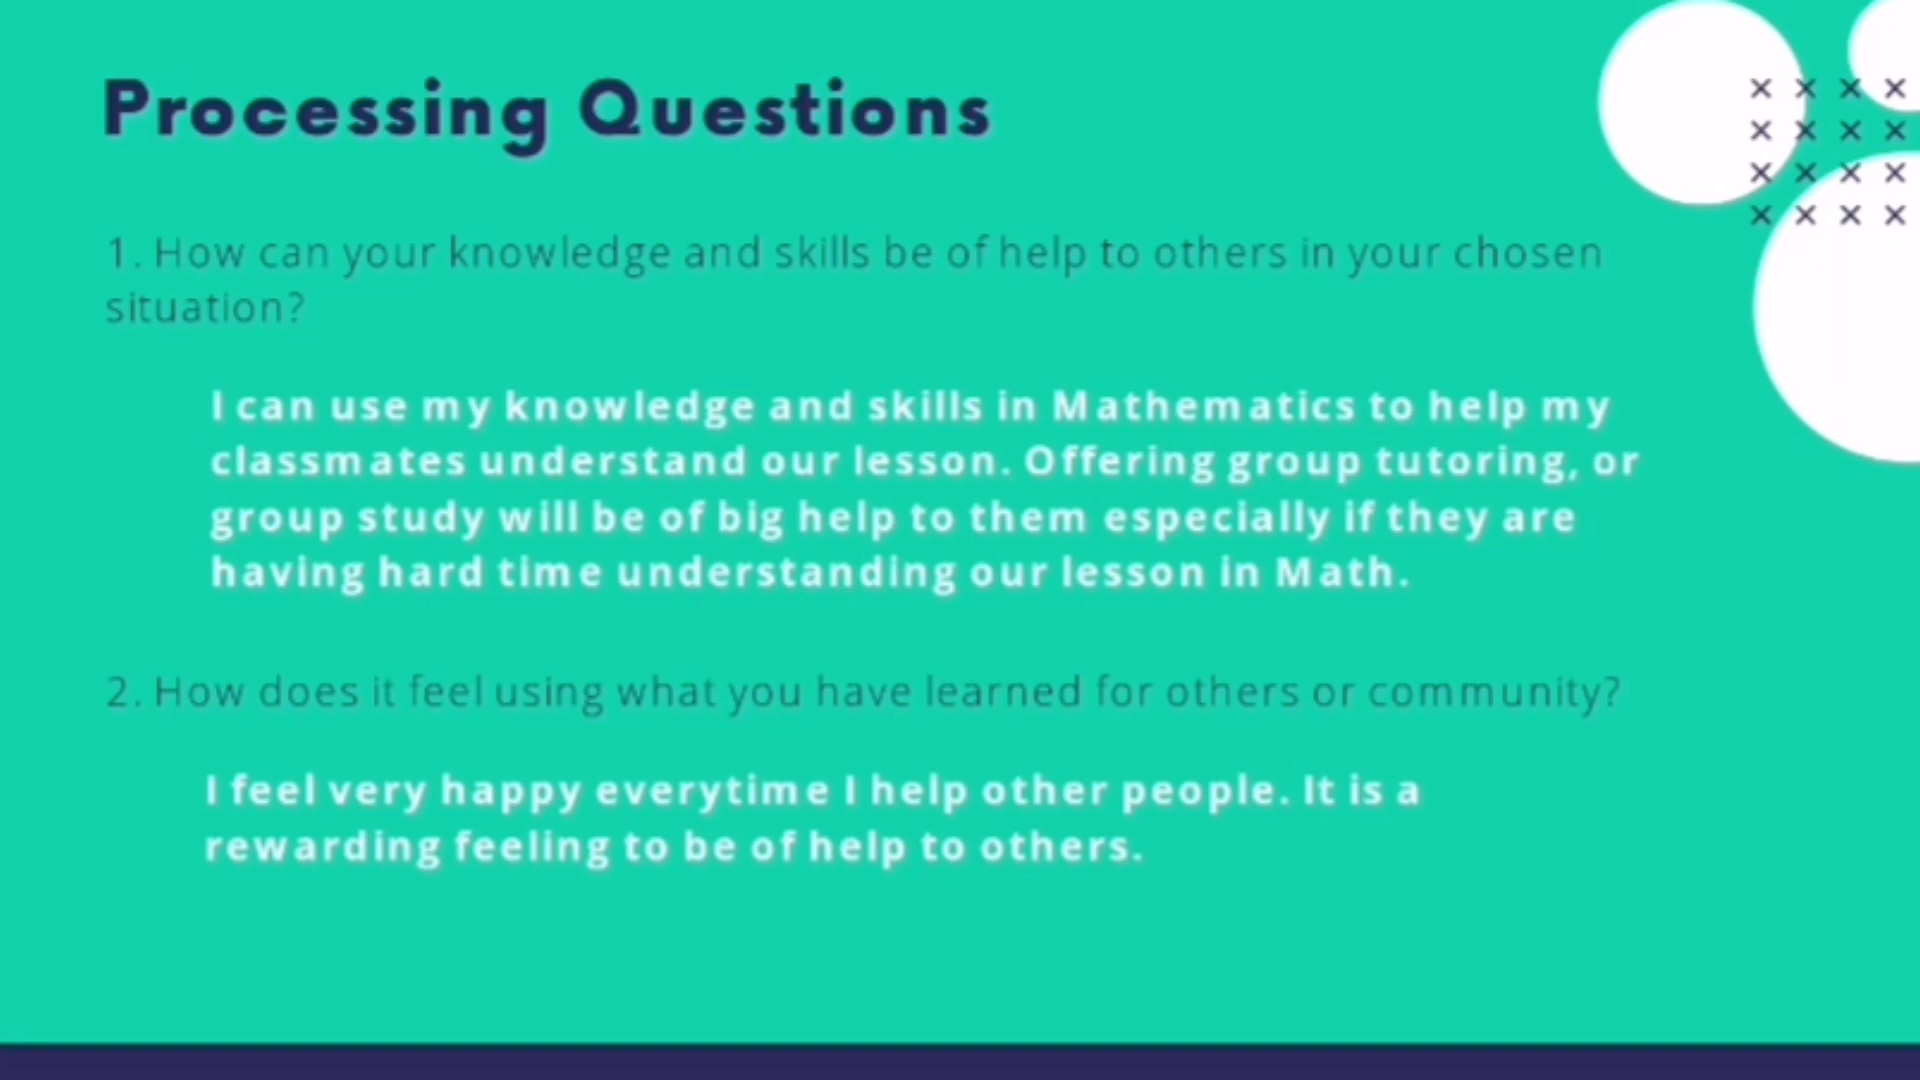 Processing Questions
1. How can your knowledge and skills be of help to others in your chosen
situation?
I can use my knowledge and skills in Mathematics to help my
classmates understand our lesson. Offering group tutoring, or
group study will be of big help to them especially if they are
having hard time understanding our lesson in Math.
2. How does it feel using what you have learned for others or community?
I feel very happy everytime I help other people. It is a
rewarding feeling to be of help to others.